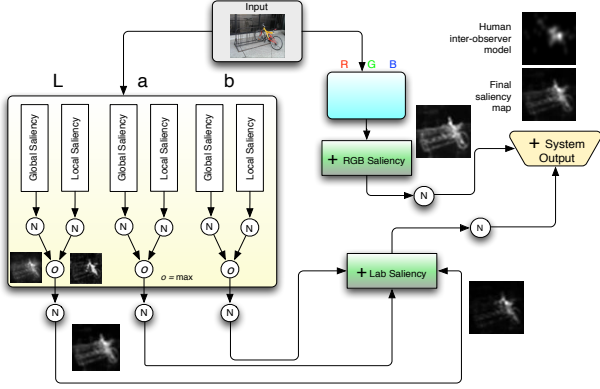 Input
Human
inter-observer
model
Final
saliency
map
R G B
L a b
Global Saliency
Local Saliency
Global Saliency
Local Saliency
Global Saliency
Local Saliency
+ RGB Saliency
+ System
Output
N
N
N N N N N N
o o o
o = max
+ Lab Saliency
N N N